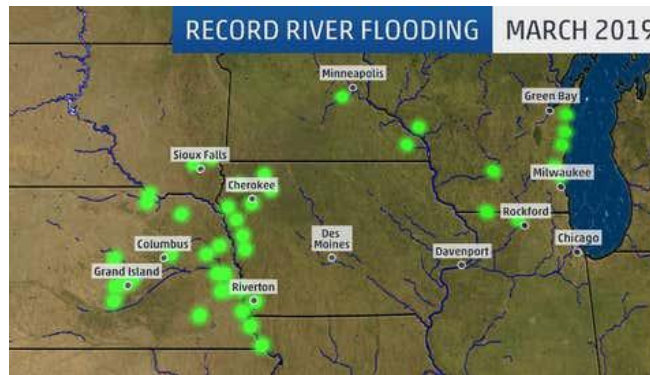 RECORD RIVER FLOODING
MARCH 2019
Minneapolis
Green Bay
Sioux Falls
Cherokee
Milwaukee
Rockford
Columbus
Des
Moines
Davenport
Chicago
Grand Island
Riverton